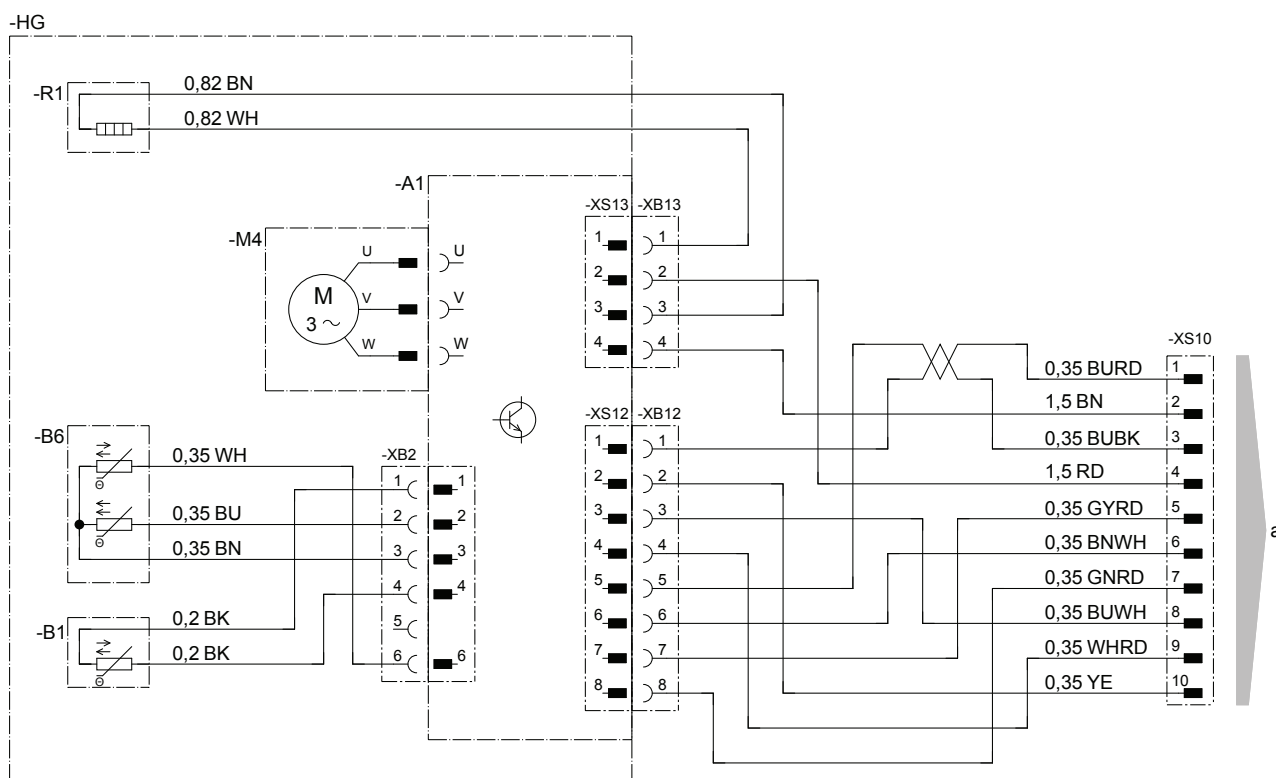 -HG
-R1
0,82 BN
0,82 WH
-A1
-XS13 -XB13
1 1
2 2
3 3
4 4
-M4
M
3
U U
V V
W W
-XS12 -XB12
1 1
2 2
3 3
4 4
5 5
6 6
7 7
8 8
-B6
Θ
Θ
0,35 WH
0,35 BU
0,35 BN
-XB2
1 1
2 2
3 3
4 4
5
6 6
-B1
Θ
0,2 BK
0,2 BK
-XS10
0,35 BURD 1
1,5 BN 2
0,35 BUBK 3
1,5 RD 4
0,35 GYRD 5
0,35 BNWH 6
0,35 GNRD 7
0,35 BUWH 8
0,35 WHRD 9
0,35 YE 10
a